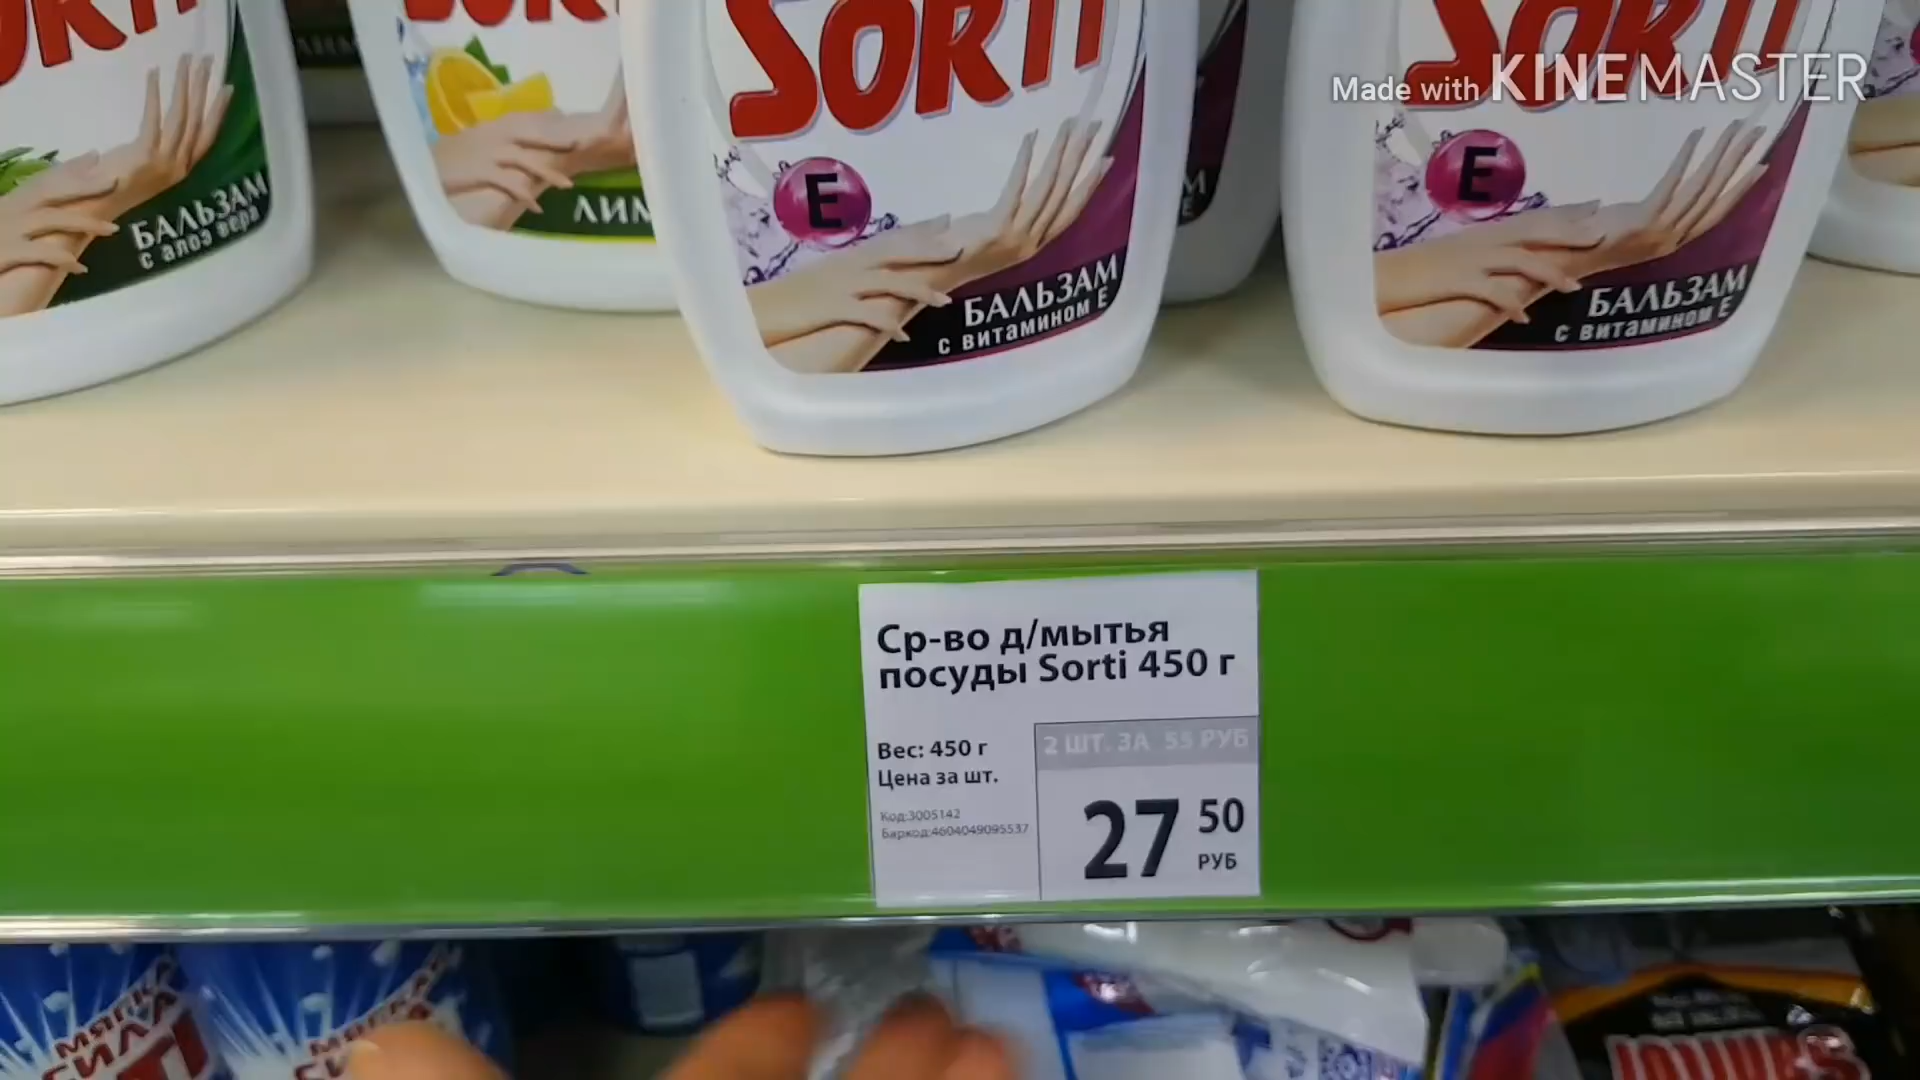 SORTI
Made with KINEMASTER
E
E
БАЛЬЗАМ
с алоэ вера
БАЛЬЗАМ
с витамином Е
БАЛЬЗАМ
с витамином Е
Ср-во д/мытья
посуды Sorti 450 г
2 ШТ. ЗА 55 РУБ
Вес: 450 г
Цена за шт.
Код:3005142
Баркод:4604049095537
27 50
РУБ